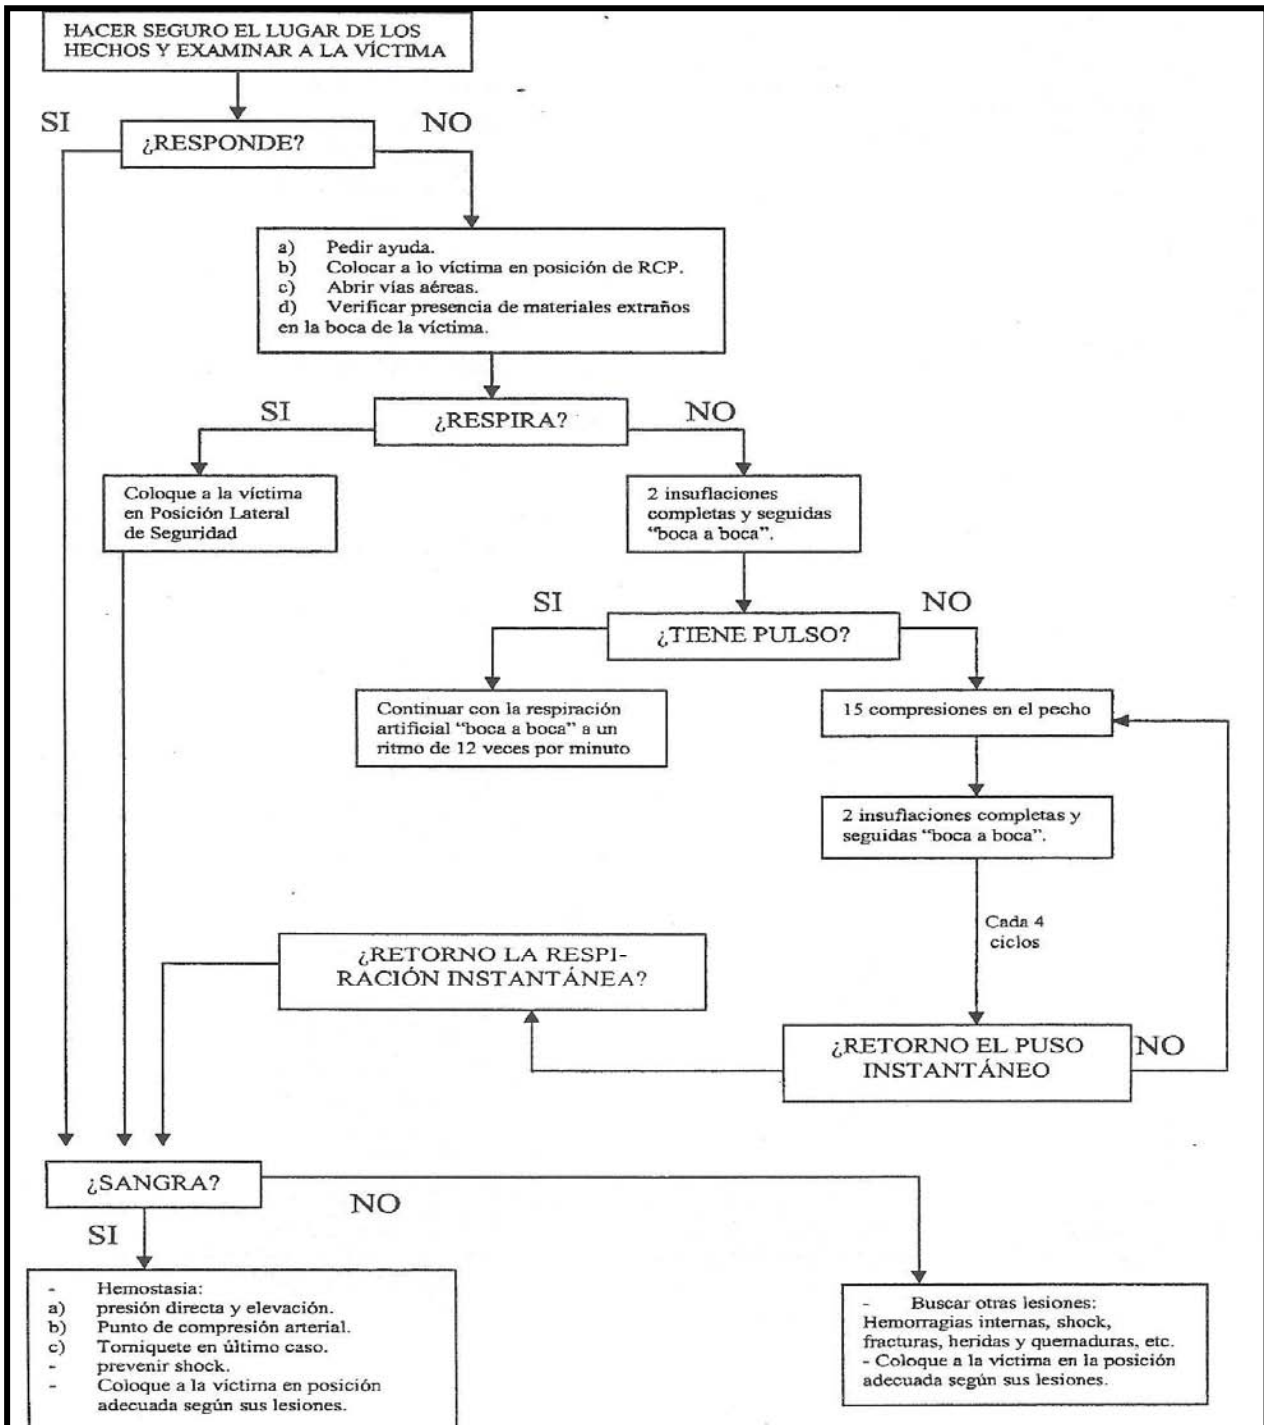 HACER SEGURO EL LUGAR DE LOS
HECHOS Y EXAMINAR A LA VÍCTIMA
SI
NO
¿RESPONDE?
a) Pedir ayuda.
b) Colocar a lo víctima en posición de RCP.
c) Abrir vías aéreas.
d) Verificar presencia de materiales extraños
en la boca de la víctima.
SI
NO
¿RESPIRA?
Coloque a la víctima
en Posición Lateral
de Seguridad
2 insuflaciones
completas y seguidas
“boca a boca”.
SI
NO
¿TIENE PULSO?
Continuar con la respiración
artificial “boca a boca” a un
ritmo de 12 veces por minuto
15 compresiones en el pecho
2 insuflaciones completas y
seguidas “boca a boca”.
Cada 4
ciclos
¿RETORNO LA RESPI-
RACIÓN INSTANTÁNEA?
¿RETORNO EL PUSO
INSTANTÁNEO
NO
¿SANGRA?
NO
SI
- Hemostasia:
a) presión directa y elevación.
b) Punto de compresión arterial.
c) Torniquete en último caso.
- prevenir shock.
- Coloque a la víctima en posición
adecuada según sus lesiones.
- Buscar otras lesiones:
Hemorragias internas, shock,
fracturas, heridas y quemaduras, etc.
- Coloque a la víctima en la posición
adecuada según sus lesiones.